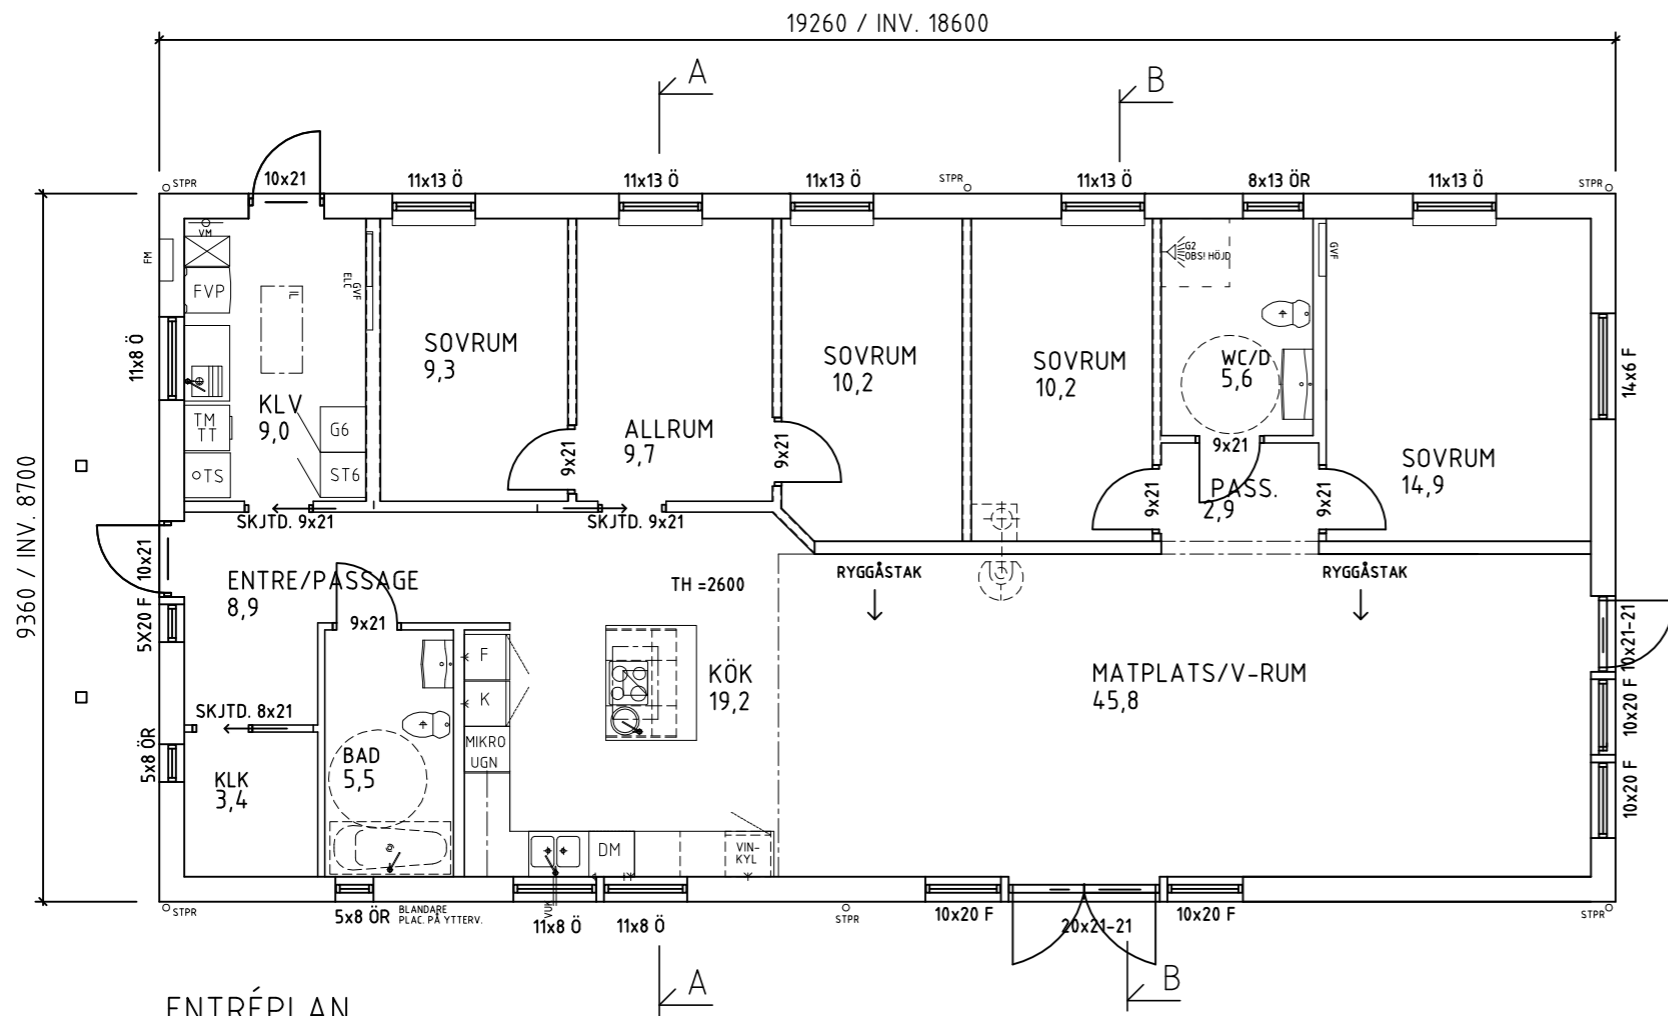 19260 / INV. 18600
A
B
STPR
10x21
11x13 Ö
11x13 Ö
11x13 Ö
STPR
11x13 Ö
8x13 ÖR
11x13 Ö
STPR
VM
FM
FVP
IL
ELC
GVF
G2
OBS! HÖJD
GVF
11x8 Ö
SOVRUM
9,3
SOVRUM
10,2
SOVRUM
10,2
WC/D
5,6
14x6 F
TM
TT
KLV
9,0
G6
ALLRUM
9,7
9x21
9x21
9x21
SOVRUM
14,9
TS
ST6
9x21
PASS.
2,9
9x21
9360 / INV. 8700
SKJTD. 9x21
SKJTD. 9x21
10x21
ENTRE/PASSAGE
8,9
TH =2600
RYGGÅSTAK
RYGGÅSTAK
5X20 F
9x21
10x21-21
F
K
KÖK
19,2
MATPLATS/V-RUM
45,8
10x20 F
SKJTD. 8x21
MIKRO
UGN
5x8 ÖR
KLK
3,4
BAD
5,5
10x20 F
DM
VIN-
KYL
STPR
5x8 ÖR
BLANDARE
PLAC. PÅ YTTERV.
11x8 Ö
11x8 Ö
STPR
10x20 F
20x21-21
10x20 F
STPR
A
B
ENTRÉPLAN